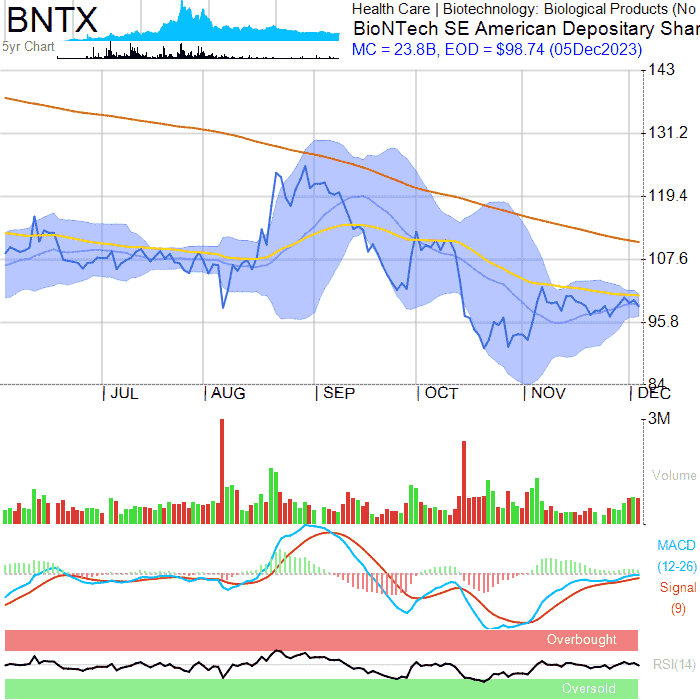 BNTX
5yr Chart
Health Care | Biotechnology: Biological Products (No
BioNTech SE American Depositary Shar
MC = 23.8B, EOD = $98.74 (05Dec2023)
143
131.2
119.4
107.6
95.8
84
JUL AUG SEP OCT NOV DEC
3M
Volume
MACD
(12-26)
Signal
(9)
Overbought
RSI(14)
Oversold